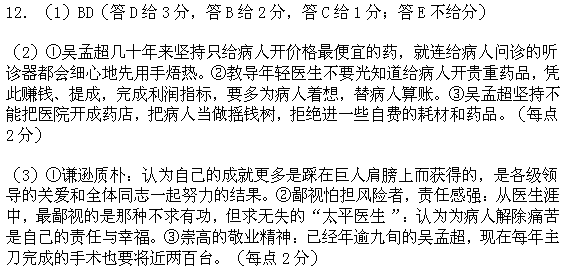 12. （1）BD（答D给3分，答B给2分，答C给1分；答E不给分）
（2）①吴孟超几十年来坚持只给病人开价格最便宜的药，就连给病人问诊的听
诊器都会细心地先用手焐热。②教导年轻医生不要光知道给病人开贵重药品，凭
此赚钱、提成，完成利润指标，要多为病人着想，替病人算账。③吴孟超坚持不
能把医院开成药店，把病人当做摇钱树，拒绝进一些自费的耗材和药品。（每点
2分）
（3）①谦逊质朴：认为自己的成就更多是踩在巨人肩膀上而获得的，是各级领
导的关爱和全体同志一起努力的结果。②鄙视怕担风险者，责任感强：从医生涯
中，最鄙视的是那种不求有功，但求无失的“太平医生”；认为为病人解除痛苦
是自己的责任与幸福。③崇高的敬业精神：已经年逾九旬的吴孟超，现在每年主
刀完成的手术也要将近两百台。（每点2分）